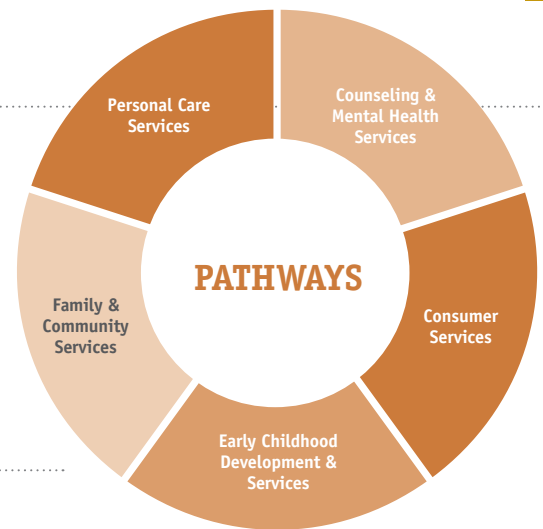 Personal Care
Services
Counseling &
Mental Health
Services
PATHWAYS
Family &
Community
Services
Consumer
Services
Early Childhood
Development &
Services